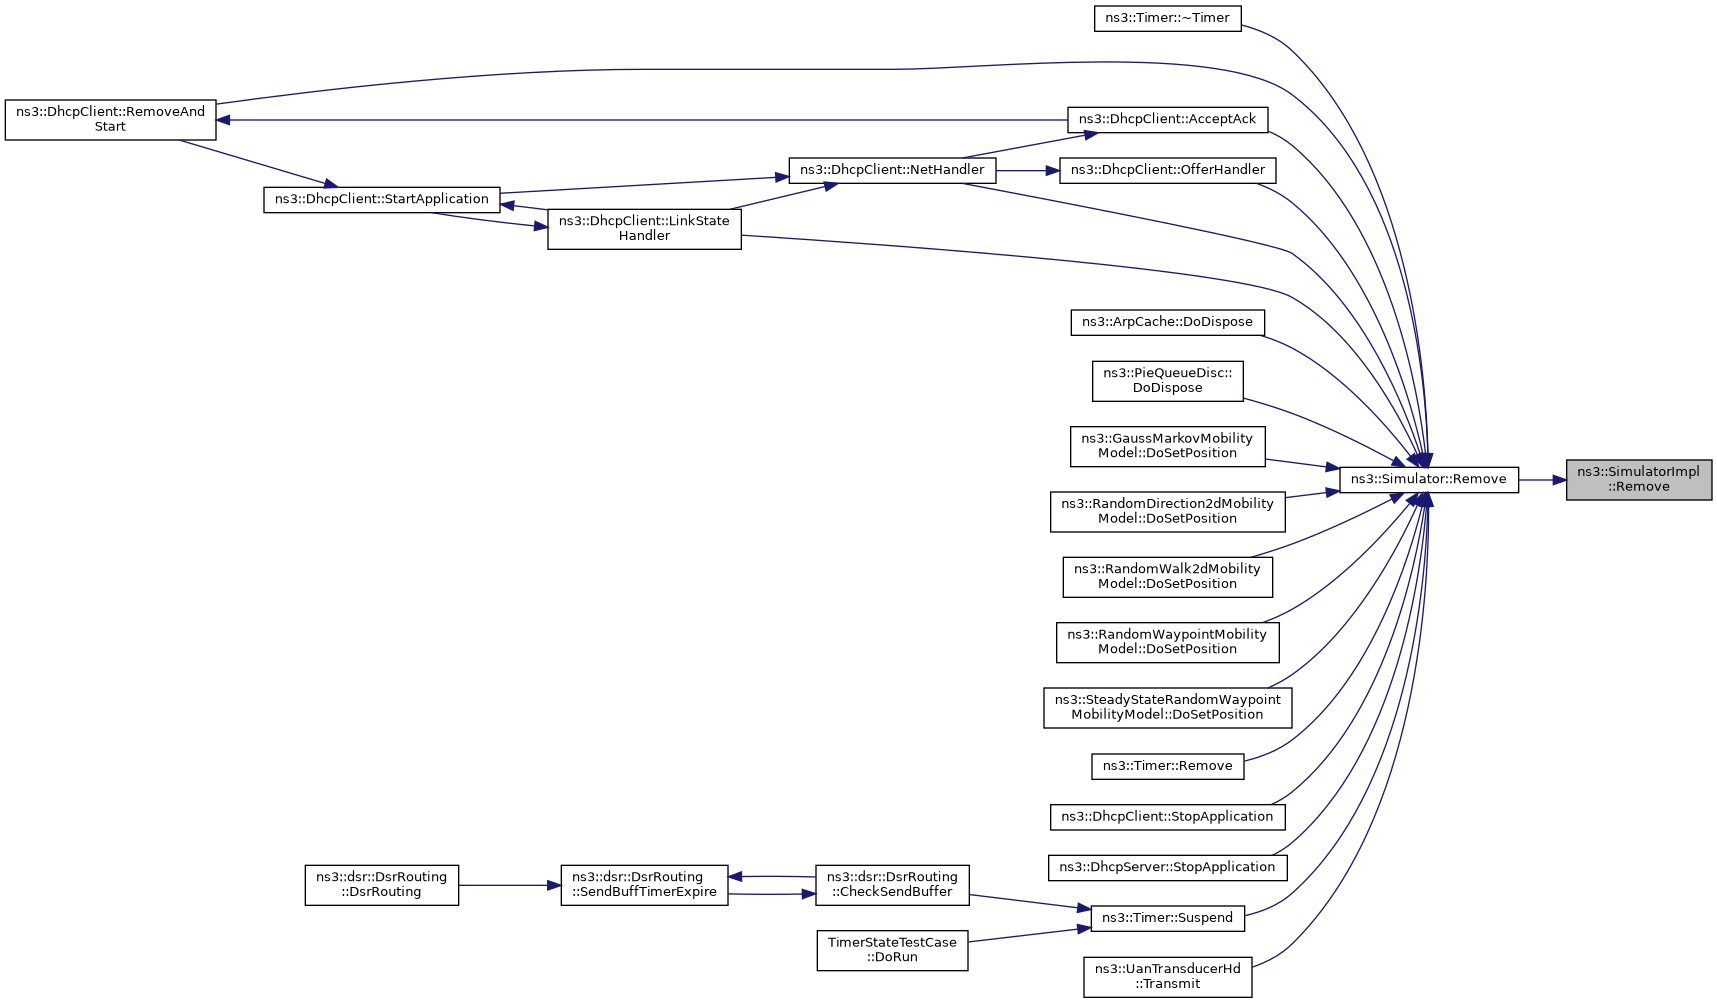 ns3::Timer::~Timer
ns3::DhcpClient::RemoveAnd
Start
ns3::DhcpClient::AcceptAck
ns3::DhcpClient::NetHandler
ns3::DhcpClient::OfferHandler
ns3::DhcpClient::StartApplication
ns3::DhcpClient::LinkState
Handler
ns3::ArpCache::DoDispose
ns3::PieQueueDisc::
DoDispose
ns3::GaussMarkovMobility
Model::DoSetPosition
ns3::Simulator::Remove
ns3::SimulatorImpl
::Remove
ns3::RandomDirection2dMobility
Model::DoSetPosition
ns3::RandomWalk2dMobility
Model::DoSetPosition
ns3::RandomWaypointMobility
Model::DoSetPosition
ns3::SteadyStateRandomWaypoint
MobilityModel::DoSetPosition
ns3::Timer::Remove
ns3::DhcpClient::StopApplication
ns3::DhcpServer::StopApplication
ns3::dsr::DsrRouting
::DsrRouting
ns3::dsr::DsrRouting
::SendBuffTimerExpire
ns3::dsr::DsrRouting
::CheckSendBuffer
ns3::Timer::Suspend
TimerStateTestCase
::DoRun
ns3::UanTransducerHd
::Transmit